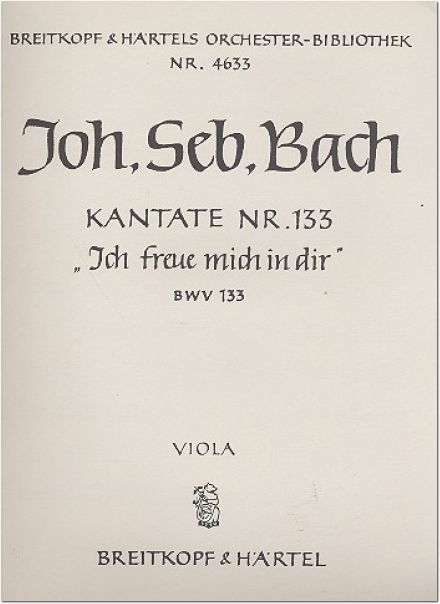 BREITKOPF & HÄRTELS ORCHESTER-BIBLIOTHEK
NR. 4633
Joh. Seb. Bach
KANTATE NR. 133
„Ich freue mich in dir"
BWV 133
VIOLA
BREITKOPF & HÄRTEL